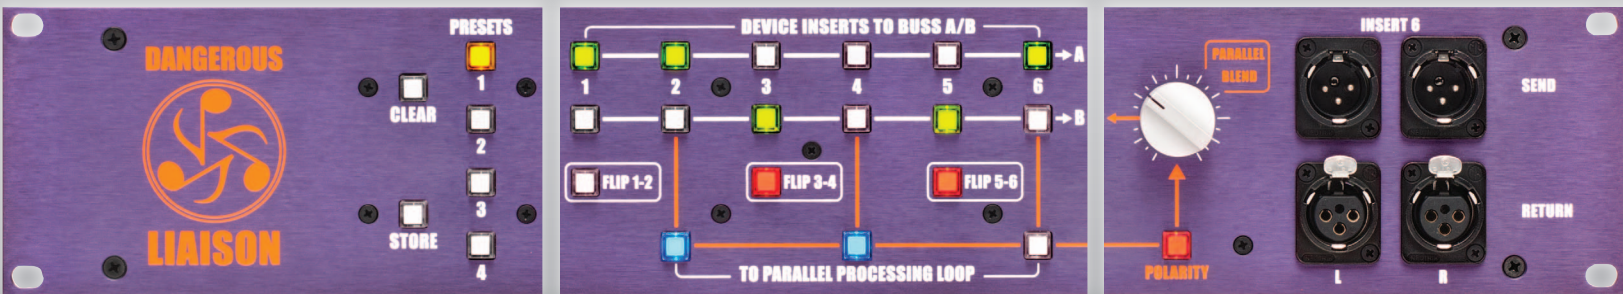 DANGEROUS
LIAISON
PRESETS
1
2
3
4
CLEAR
STORE
DEVICE INSERTS TO BUSS A/B
A
1 2 3 4 5 6
B
FLIP 1-2 FLIP 3-4 FLIP 5-6
TO PARALLEL PROCESSING LOOP
PARALLEL
BLEND
POLARITY
INSERT 6
SEND
RETURN
L R